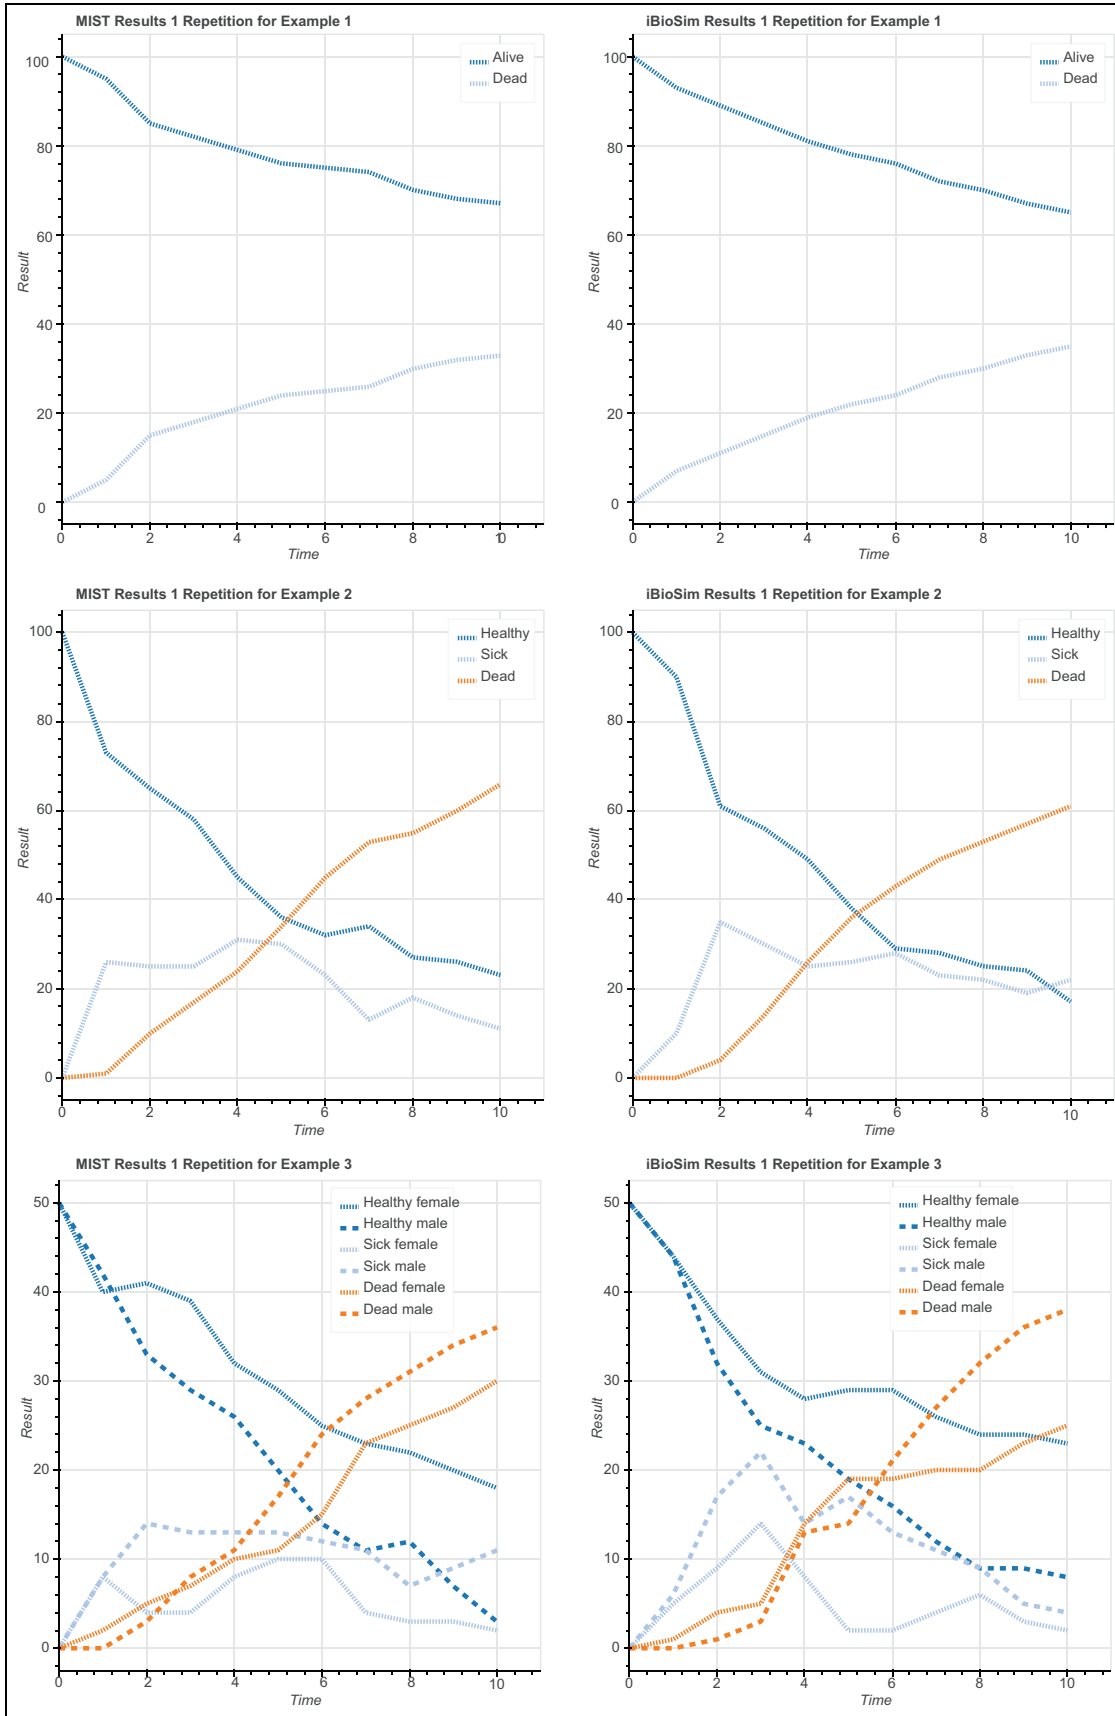 MIST Results 1 Repetition for Example 1
Alive
Dead
100
80
60
40
20
0
Result
0 2 4 6 8 10
Time
iBioSim Results 1 Repetition for Example 1
Alive
Dead
100
80
60
40
20
0
Result
0 2 4 6 8 10
Time
MIST Results 1 Repetition for Example 2
Healthy
Sick
Dead
100
80
60
40
20
0
Result
0 2 4 6 8 10
Time
iBioSim Results 1 Repetition for Example 2
Healthy
Sick
Dead
100
80
60
40
20
0
Result
0 2 4 6 8 10
Time
MIST Results 1 Repetition for Example 3
Healthy female
Healthy male
Sick female
Sick male
Dead female
Dead male
50
40
30
20
10
0
Result
0 2 4 6 8 10
Time
iBioSim Results 1 Repetition for Example 3
Healthy female
Healthy male
Sick female
Sick male
Dead female
Dead male
50
40
30
20
10
0
Result
0 2 4 6 8 10
Time